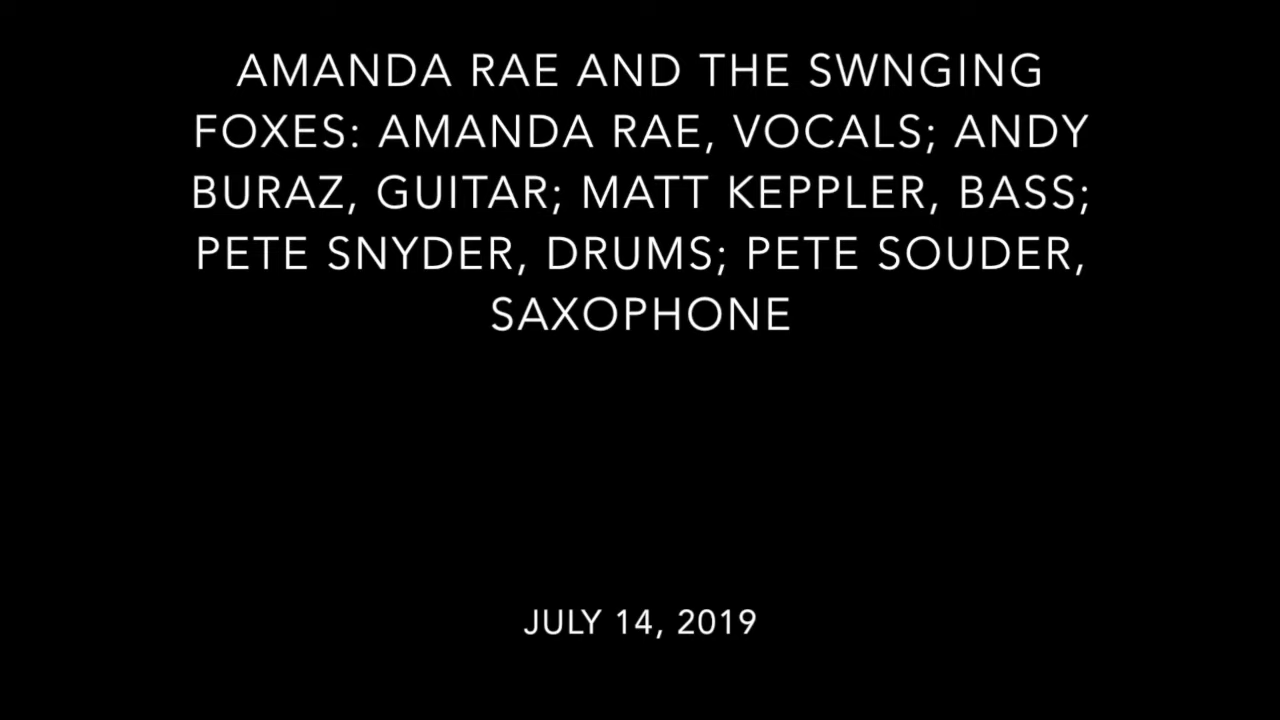 AMANDA RAE AND THE SWNGING
FOXES: AMANDA RAE, VOCALS; ANDY
BURAZ, GUITAR; MATT KEPPLER, BASS;
PETE SNYDER, DRUMS; PETE SOUDER,
SAXOPHONE
JULY 14, 2019